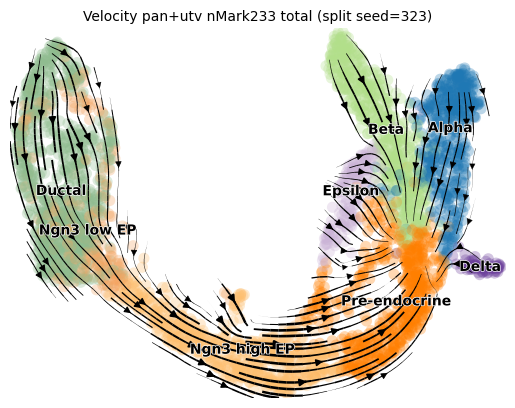 Velocity pan+utv nMark233 total (split seed=323)
Beta
Alpha
Ductal
Epsilon
Ngn3 low EP
Delta
Pre-endocrine
Ngn3 high EP